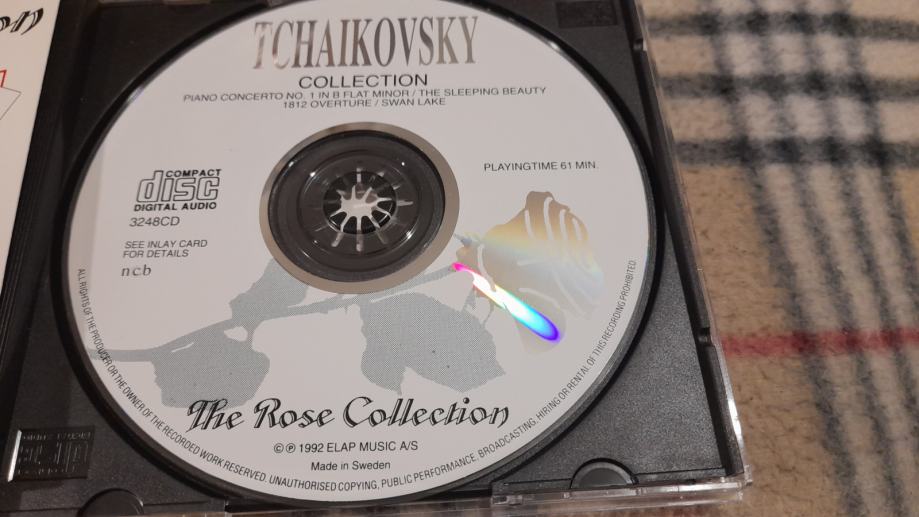 TCHAIKOVSKY
COLLECTION
PIANO CONCERTO NO. 1 IN B FLAT MINOR / THE SLEEPING BEAUTY
1812 OVERTURE / SWAN LAKE
COMPACT
disc
DIGITAL AUDIO
3248CD
SEE INLAY CARD
FOR DETAILS
ncb
PLAYINGTIME 61 MIN.
The Rose Collection
©℗ 1992 ELAP MUSIC A/S
Made in Sweden
ALL RIGHTS OF THE PRODUCER OR THE OWNER OF THE RECORDED WORK RESERVED. UNAUTHORISED COPYING, PUBLIC PERFORMANCE, BROADCASTING, HIRING OR RENTAL OF THIS RECORDING PROHIBITED.